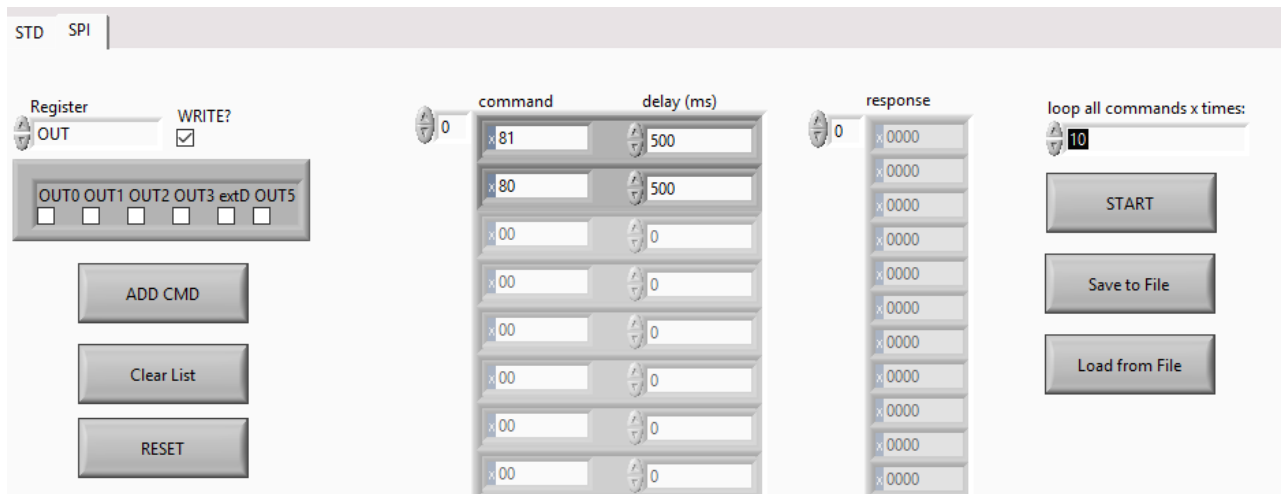 STD SPI
Register
WRITE?
OUT
OUT0 OUT1 OUT2 OUT3 extD OUT5
ADD CMD
Clear List
RESET
command delay (ms)
0
x 81 500
x 80 500
x 00 0
x 00 0
x 00 0
x 00 0
x 00 0
x 00 0
response
0
x 0000
x 0000
x 0000
x 0000
x 0000
x 0000
x 0000
x 0000
x 0000
x 0000
x 0000
loop all commands x times:
10
START
Save to File
Load from File